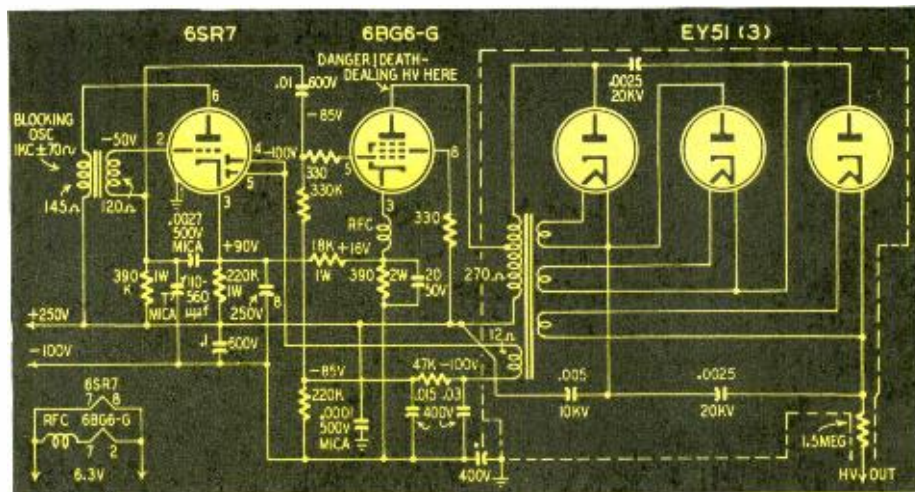 6SR7
6BG6-G
EY51 (3)
DANGER! DEATH-
DEALING HV HERE
.01
600V
.0025
20KV
-85V
BLOCKING
OSC
1KC±70~
-50V
6
2
4
5
3
-100V
330
330K
5
8
3
145Ω
120Ω
.0027
500V
MICA
+90V
RFC
330
18K
1W
+16V
270Ω
390
K
1W
110-
560
μμf
MICA
220K
1W
8
250V
390
2W
20
50V
+250V
.1
600V
12Ω
-100V
-85V
47K
-100V
.005
10KV
.0025
20KV
220K
.0001
500V
MICA
.015
.03
400V
6SR7
7
8
RFC
6BG6-G
7
2
6.3V
400V
1.5MEG
HV OUT